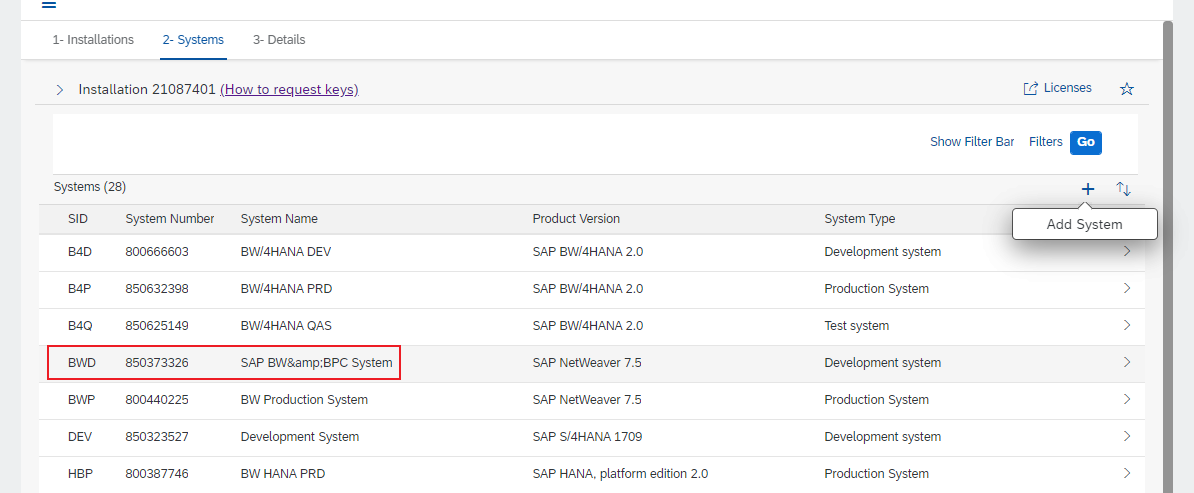 1- Installations 2- Systems 3- Details
Installation 21087401 (How to request keys) Licenses
Show Filter Bar Filters Go
Systems (28)
Add System
SID System Number System Name Product Version System Type
B4D 800666603 BW/4HANA DEV SAP BW/4HANA 2.0 Development system
B4P 850632398 BW/4HANA PRD SAP BW/4HANA 2.0 Production System
B4Q 850625149 BW/4HANA QAS SAP BW/4HANA 2.0 Test system
BWD 850373326 SAP BW&amp;BPC System SAP NetWeaver 7.5 Development system
BWP 800440225 BW Production System SAP NetWeaver 7.5 Production System
DEV 850323527 Development System SAP S/4HANA 1709 Development system
HBP 800387746 BW HANA PRD SAP HANA, platform edition 2.0 Production System